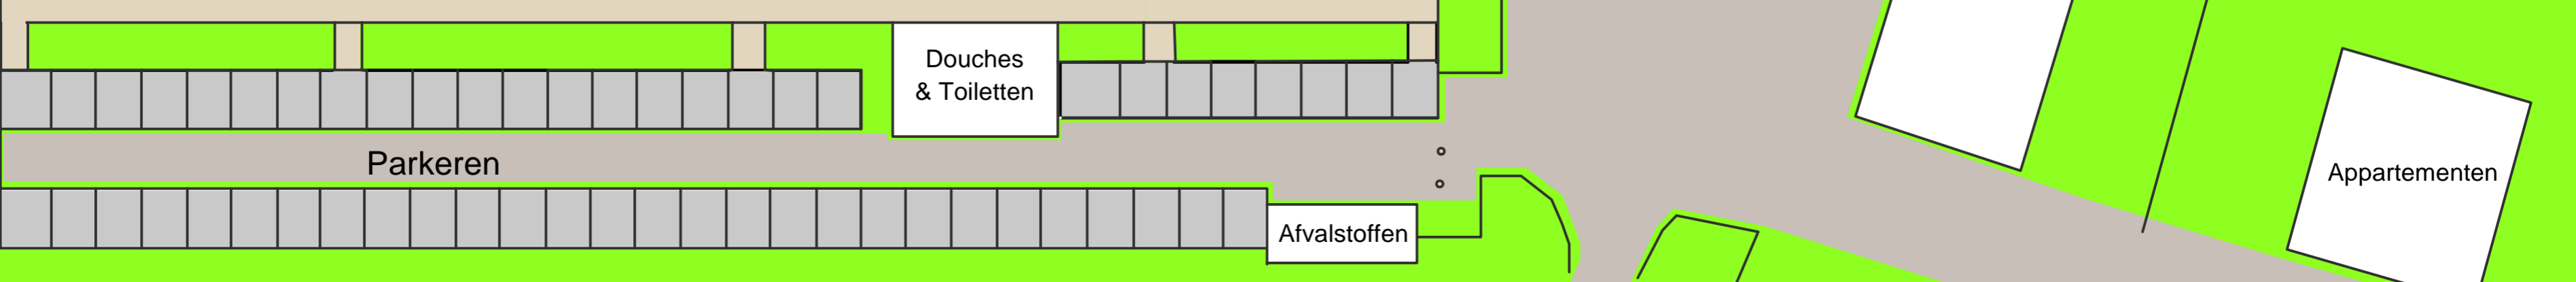 Douches
& Toiletten
Parkeren
Appartementen
Afvalstoffen